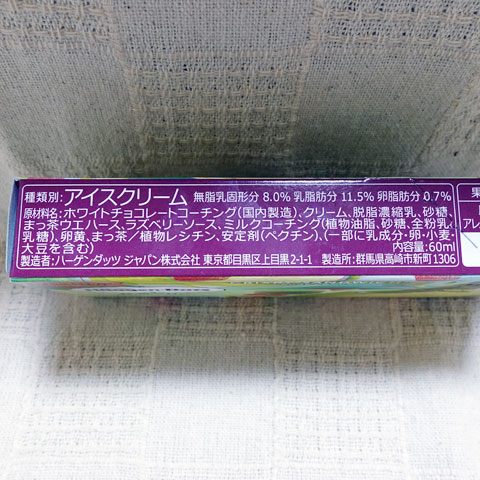 種類別:アイスクリーム 無脂乳固形分 8.0% 乳脂肪分 11.5% 卵脂肪分 0.7%
原材料名:ホワイトチョコレートコーチング(国内製造)、クリーム、脱脂濃縮乳、砂糖、
まっ茶ウエハース、ラズベリーソース、ミルクコーチング(植物油脂、砂糖、全粉乳、
乳糖)、卵黄、まっ茶/植物レシチン、安定剤(ペクチン)、(一部に乳成分・卵・小麦・
大豆を含む) 内容量:60ml
製造者:ハーゲンダッツ ジャパン株会社 東京都目黒区上目黒2-1-1 製造所:群馬県高崎市新町1306